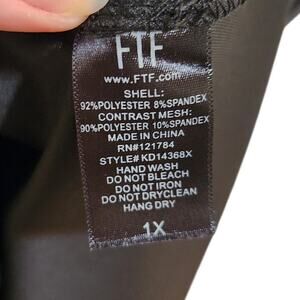 FTF
www.FTF.com
SHELL:
92%POLYESTER 8%SPANDEX
CONTRAST MESH:
90%POLYESTER 10%SPANDEX
MADE IN CHINA
RN#121784
STYLE# KD14368X
HAND WASH
DO NOT BLEACH
DO NOT IRON
DO NOT DRYCLEAN
HANG DRY
1X